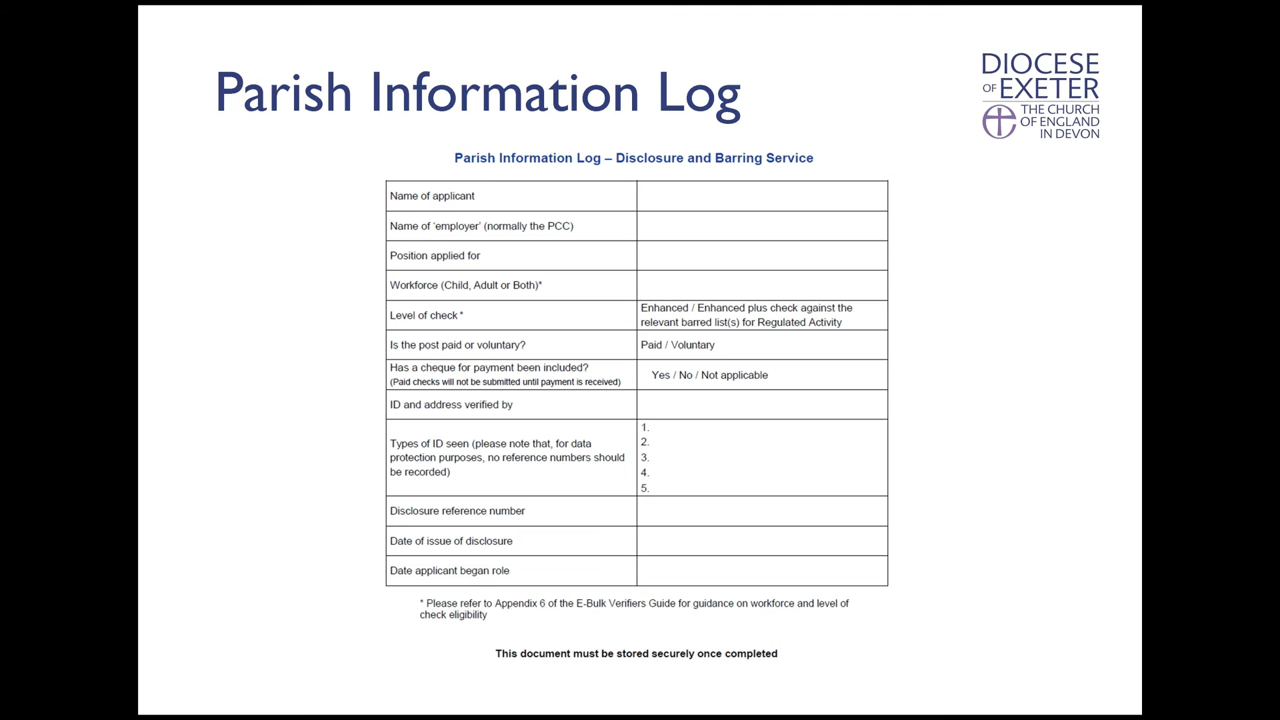 Parish Information Log
DIOCESE
OF EXETER
THE CHURCH
OF ENGLAND
IN DEVON
Parish Information Log – Disclosure and Barring Service
Name of applicant
Name of ‘employer’ (normally the PCC)
Position applied for
Workforce (Child, Adult or Both)*
Level of check *
Enhanced / Enhanced plus check against the
relevant barred list(s) for Regulated Activity
Is the post paid or voluntary?
Paid / Voluntary
Has a cheque for payment been included?
(Paid checks will not be submitted until payment is received)
Yes / No / Not applicable
ID and address verified by
Types of ID seen (please note that, for data
protection purposes, no reference numbers should
be recorded)
1.
2.
3.
4.
5.
Disclosure reference number
Date of issue of disclosure
Date applicant began role
* Please refer to Appendix 6 of the E-Bulk Verifiers Guide for guidance on workforce and level of
check eligibility
This document must be stored securely once completed